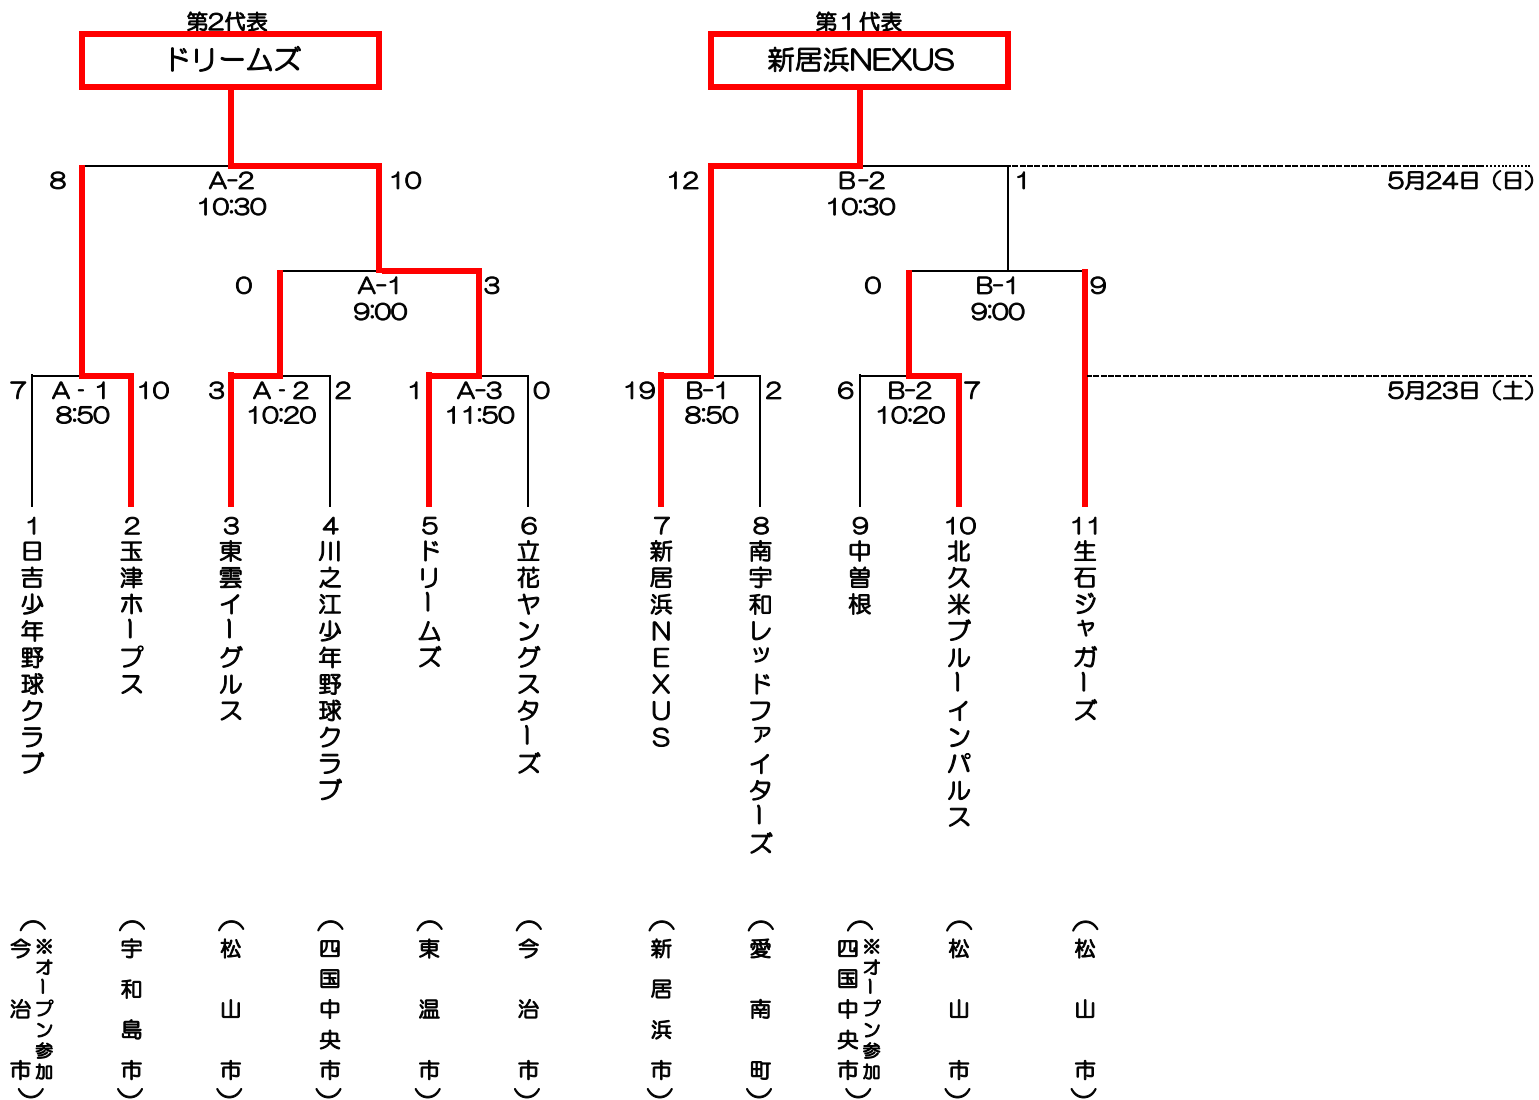 第2代表
ドリームズ
第１代表
新居浜NEXUS
8
A-2
10:30
10
12
B-2
10:30
1
5月24日（日）
0
A-1
9:00
3
0
B-1
9:00
9
7
A - 1
8:50
10
3
A - 2
10:20
2
1
A-3
11:50
0
19
B-1
8:50
2
6
B-2
10:20
7
5月23日（土）
1
日吉少年野球クラブ
（今治市）
※オープン参加
2
玉津ホープス
（宇和島市）
3
東雲イーグルス
（松山市）
4
川之江少年野球クラブ
（四国中央市）
5
ドリームズ
（東温市）
6
立花ヤングスターズ
（今治市）
7
新居浜NEXUS
（新居浜市）
8
南宇和レッドファイターズ
（愛南町）
9
中曽根
（四国中央市）
※オープン参加
10
北久米ブルーインパルス
（松山市）
11
生石ジャガーズ
（松山市）